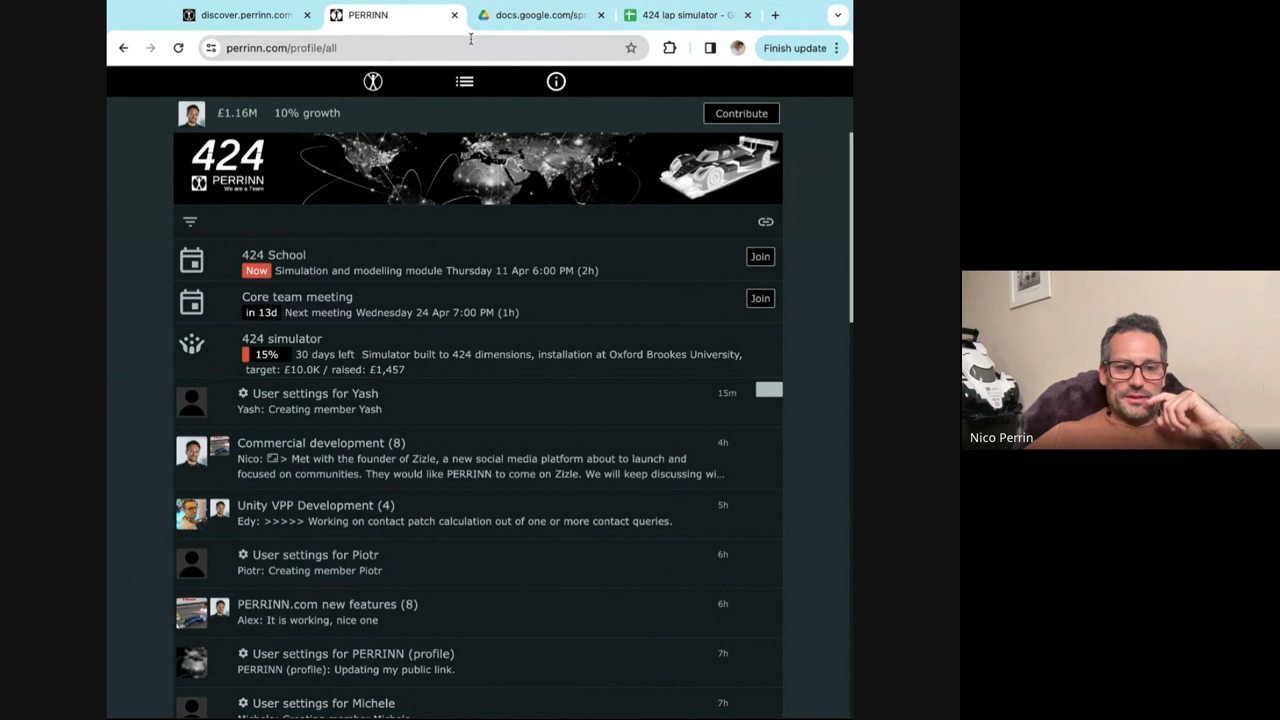 discover.perrinn.com
PERRINN
docs.google.com/spr
424 lap simulator - G
perrinn.com/profile/all
Finish update
£1.16M 10% growth
Contribute
424
PERRINN
We are a Team
424 School
Now Simulation and modelling module Thursday 11 Apr 6:00 PM (2h)
Join
Core team meeting
in 13d Next meeting Wednesday 24 Apr 7:00 PM (1h)
Join
424 simulator
15% 30 days left Simulator built to 424 dimensions, installation at Oxford Brookes University,
target: £10.0K / raised: £1,457
User settings for Yash
15m
Yash: Creating member Yash
Commercial development (8)
4h
Nico: > Met with the founder of Zizle, a new social media platform about to launch and
focused on communities. They would like PERRINN to come on Zizle. We will keep discussing wi...
Unity VPP Development (4)
5h
Edy: >>>>> Working on contact patch calculation out of one or more contact queries.
User settings for Piotr
6h
Piotr: Creating member Piotr
PERRINN.com new features (8)
6h
Alex: It is working, nice one
User settings for PERRINN (profile)
7h
PERRINN (profile): Updating my public link.
User settings for Michele
7h
Michele: Creating member Michele
Nico Perrin